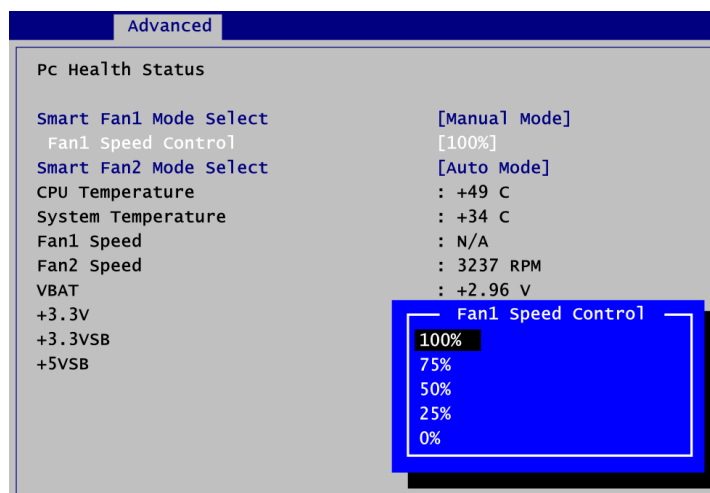 Advanced
Pc Health Status
Smart Fan1 Mode Select [Manual Mode]
Fan1 Speed Control [100%]
Smart Fan2 Mode Select [Auto Mode]
CPU Temperature : +49 C
System Temperature : +34 C
Fan1 Speed : N/A
Fan2 Speed : 3237 RPM
VBAT : +2.96 V
+3.3V
+3.3VSB
+5VSB
Fan1 Speed Control
100%
75%
50%
25%
0%